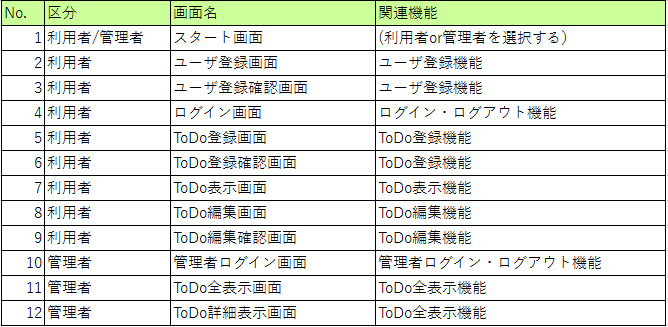 No. 区分 画面名 関連機能
1 利用者/管理者 スタート画面 (利用者or管理者を選択する)
2 利用者 ユーザ登録画面 ユーザ登録機能
3 利用者 ユーザ登録確認画面 ユーザ登録機能
4 利用者 ログイン画面 ログイン・ログアウト機能
5 利用者 ToDo登録画面 ToDo登録機能
6 利用者 ToDo登録確認画面 ToDo登録機能
7 利用者 ToDo表示画面 ToDo表示機能
8 利用者 ToDo編集画面 ToDo編集機能
9 利用者 ToDo編集確認画面 ToDo編集機能
10 管理者 管理者ログイン画面 管理者ログイン・ログアウト機能
11 管理者 ToDo全表示画面 ToDo全表示機能
12 管理者 ToDo詳細表示画面 ToDo全表示機能